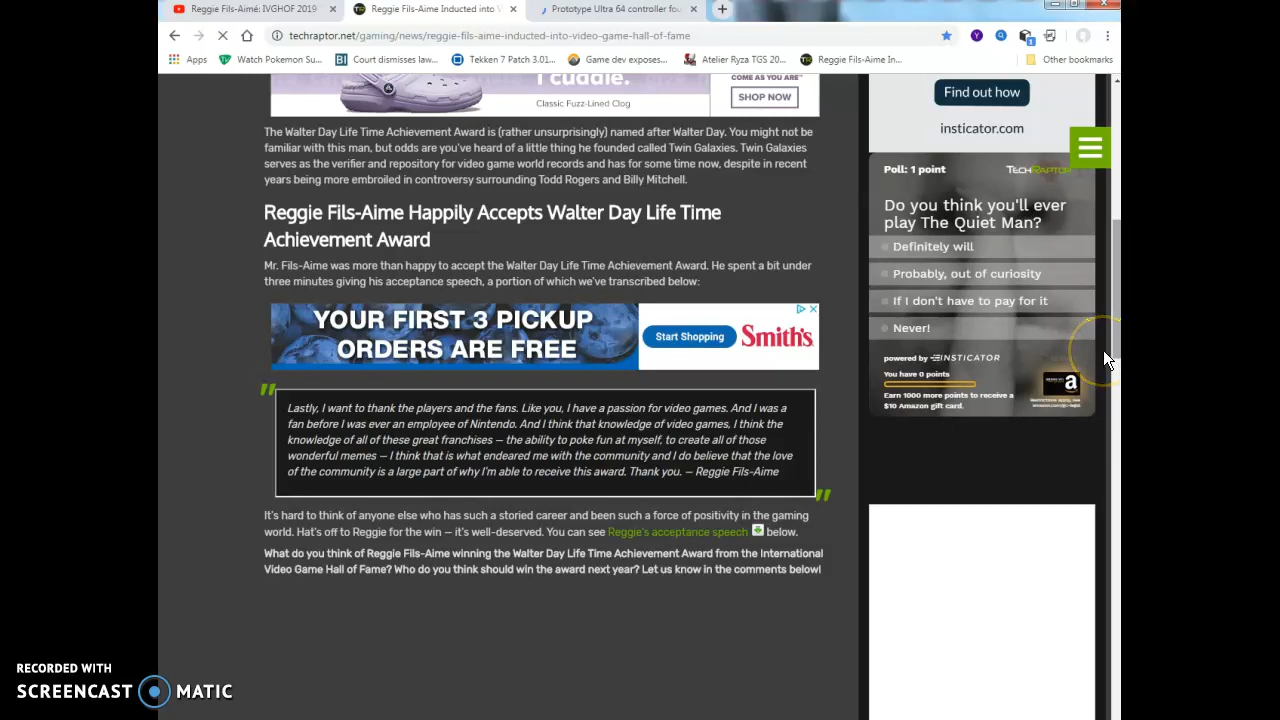 Reggie Fils-Aimé: IVGHOF 2019
Reggie Fils-Aime Inducted into V
Prototype Ultra 64 controller fou
techraptor.net/gaming/news/reggie-fils-aime-inducted-into-video-game-hall-of-fame
Apps
Watch Pokemon Su...
Court dismisses law...
Tekken 7 Patch 3.01...
Game dev exposes...
Atelier Ryza TGS 20...
Reggie Fils-Aime In...
Other bookmarks
I cuddle.
Classic Fuzz-Lined Clog
COME AS YOU ARE™
SHOP NOW
The Walter Day Life Time Achievement Award is (rather unsurprisingly) named after Walter Day. You might not be
familiar with this man, but odds are you've heard of a little thing he founded called Twin Galaxies. Twin Galaxies
serves as the verifier and repository for video game world records and has for some time now, despite in recent
years being more embroiled in controversy surrounding Todd Rogers and Billy Mitchell.
Reggie Fils-Aime Happily Accepts Walter Day Life Time
Achievement Award
Mr. Fils-Aime was more than happy to accept the Walter Day Life Time Achievement Award. He spent a bit under
three minutes giving his acceptance speech, a portion of which we've transcribed below:
YOUR FIRST 3 PICKUP
ORDERS ARE FREE
Start Shopping
Smith's
Lastly, I want to thank the players and the fans. Like you, I have a passion for video games. And I was a
fan before I was ever an employee of Nintendo. And I think that knowledge of video games, I think the
knowledge of all of these great franchises — the ability to poke fun at myself, to create all of those
wonderful memes — I think that is what endeared me with the community and I do believe that the love
of the community is a large part of why I'm able to receive this award. Thank you. — Reggie Fils-Aime
It's hard to think of anyone else who has such a storied career and been such a force of positivity in the gaming
world. Hat's off to Reggie for the win — it's well-deserved. You can see Reggie's acceptance speech below.
What do you think of Reggie Fils-Aime winning the Walter Day Life Time Achievement Award from the International
Video Game Hall of Fame? Who do you think should win the award next year? Let us know in the comments below!
Find out how
insticator.com
Poll: 1 point
TECHRAPTOR
Do you think you'll ever
play The Quiet Man?
Definitely will
Probably, out of curiosity
If I don't have to pay for it
Never!
powered by INSTICATOR
You have 0 points
Earn 1000 more points to receive a
$10 Amazon gift card.
RECORDED WITH
SCREENCAST MATIC